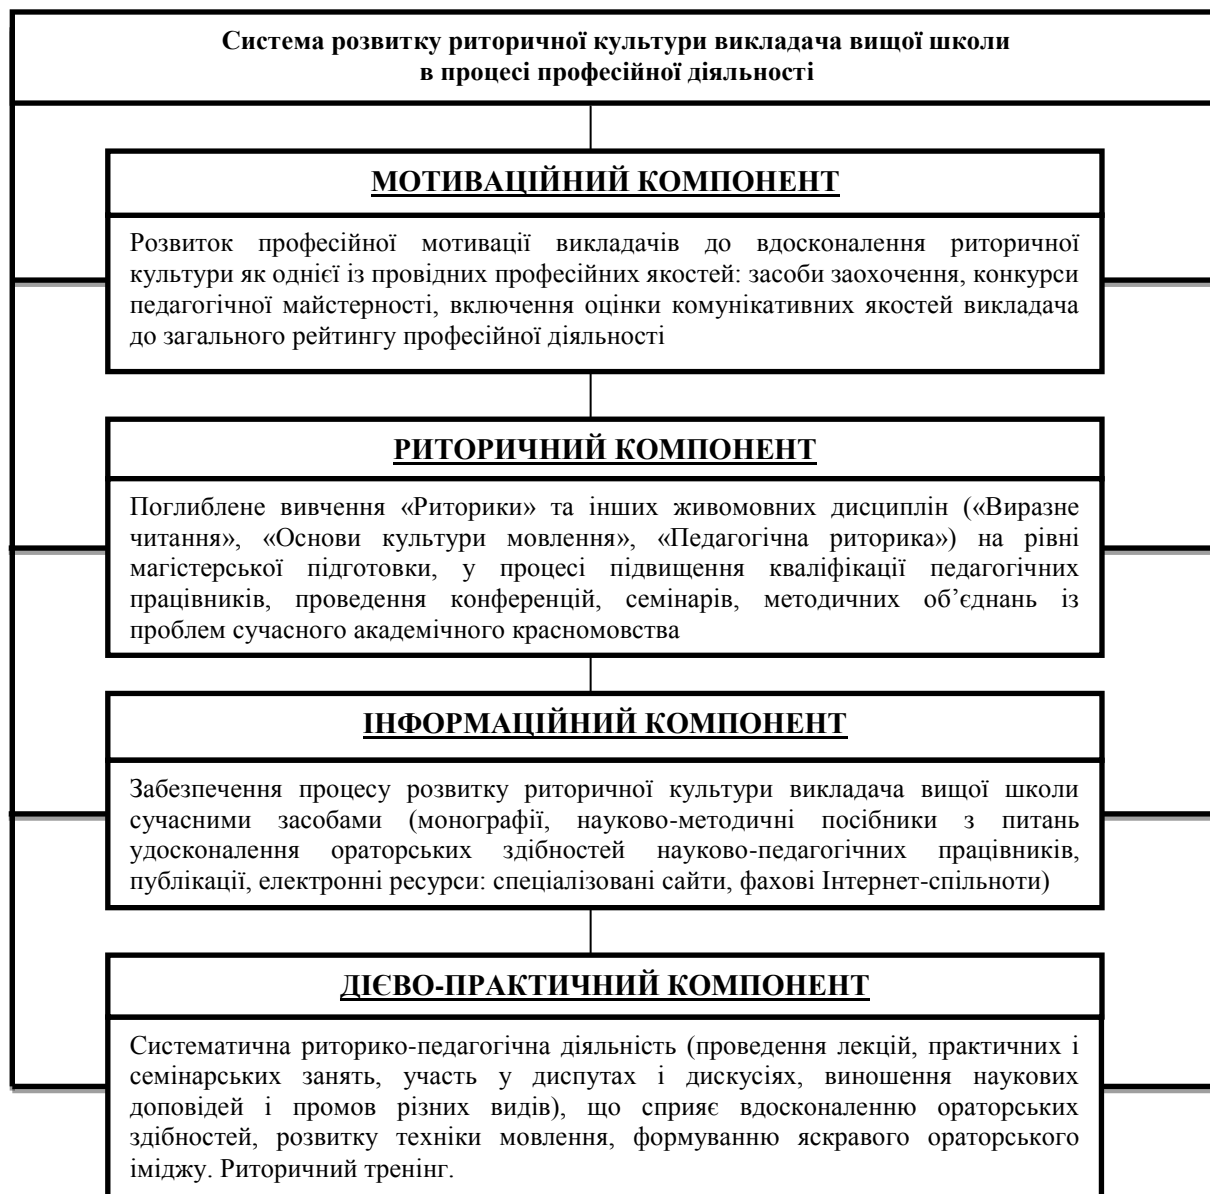 Система розвитку риторичної культури викладача вищої школи
в процесі професійної діяльності
МОТИВАЦІЙНИЙ КОМПОНЕНТ
Розвиток професійної мотивації викладачів до вдосконалення риторичної
культури як однієї із провідних професійних якостей: засоби заохочення, конкурси
педагогічної майстерності, включення оцінки комунікативних якостей викладача
до загального рейтингу професійної діяльності
РИТОРИЧНИЙ КОМПОНЕНТ
Поглиблене вивчення «Риторики» та інших живомовних дисциплін («Виразне
читання», «Основи культури мовлення», «Педагогічна риторика») на рівні
магістерської підготовки, у процесі підвищення кваліфікації педагогічних
працівників, проведення конференцій, семінарів, методичних об’єднань із
проблем сучасного академічного красномовства
ІНФОРМАЦІЙНИЙ КОМПОНЕНТ
Забезпечення процесу розвитку риторичної культури викладача вищої школи
сучасними засобами (монографії, науково-методичні посібники з питань
удосконалення ораторських здібностей науково-педагогічних працівників,
публікації, електронні ресурси: спеціалізовані сайти, фахові Інтернет-спільноти)
ДІЄВО-ПРАКТИЧНИЙ КОМПОНЕНТ
Систематична риторико-педагогічна діяльність (проведення лекцій, практичних і
семінарських занять, участь у диспутах і дискусіях, виношення наукових
доповідей і промов різних видів), що сприяє вдосконаленню ораторських
здібностей, розвитку техніки мовлення, формуванню яскравого ораторського
іміджу. Риторичний тренінг.